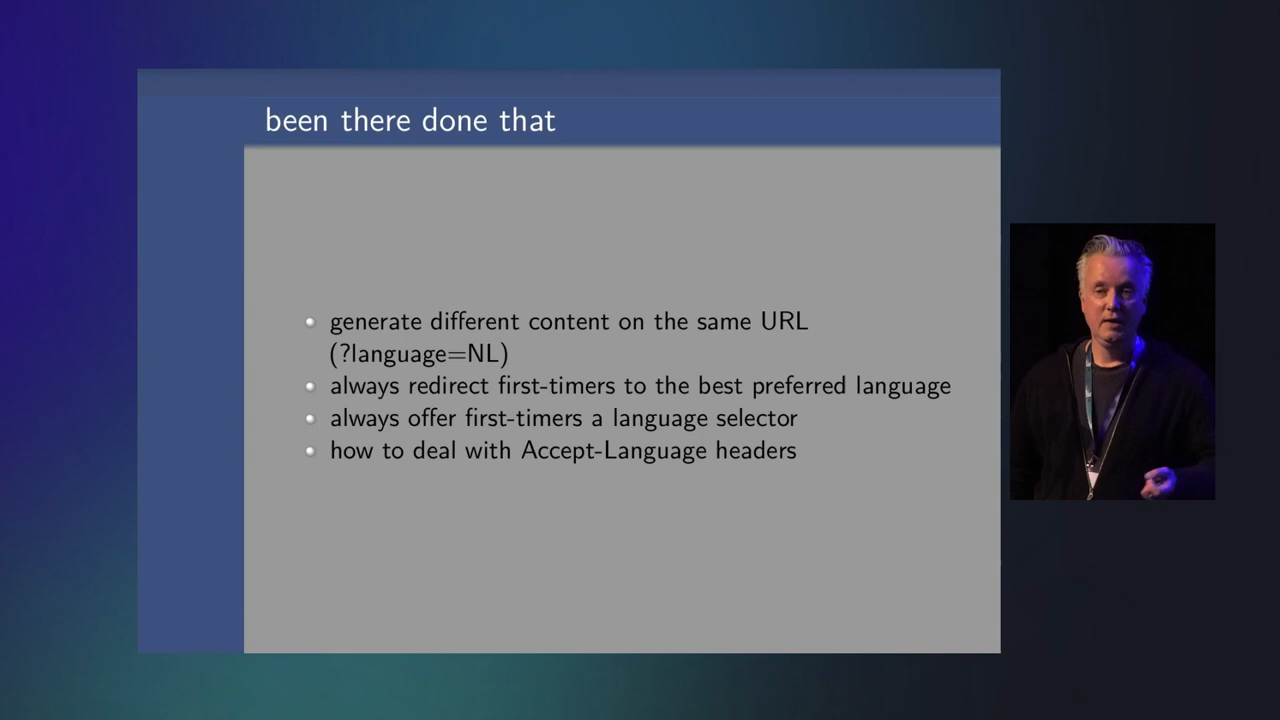 been there done that
generate different content on the same URL
(?language=NL)
always redirect first-timers to the best preferred language
always offer first-timers a language selector
how to deal with Accept-Language headers